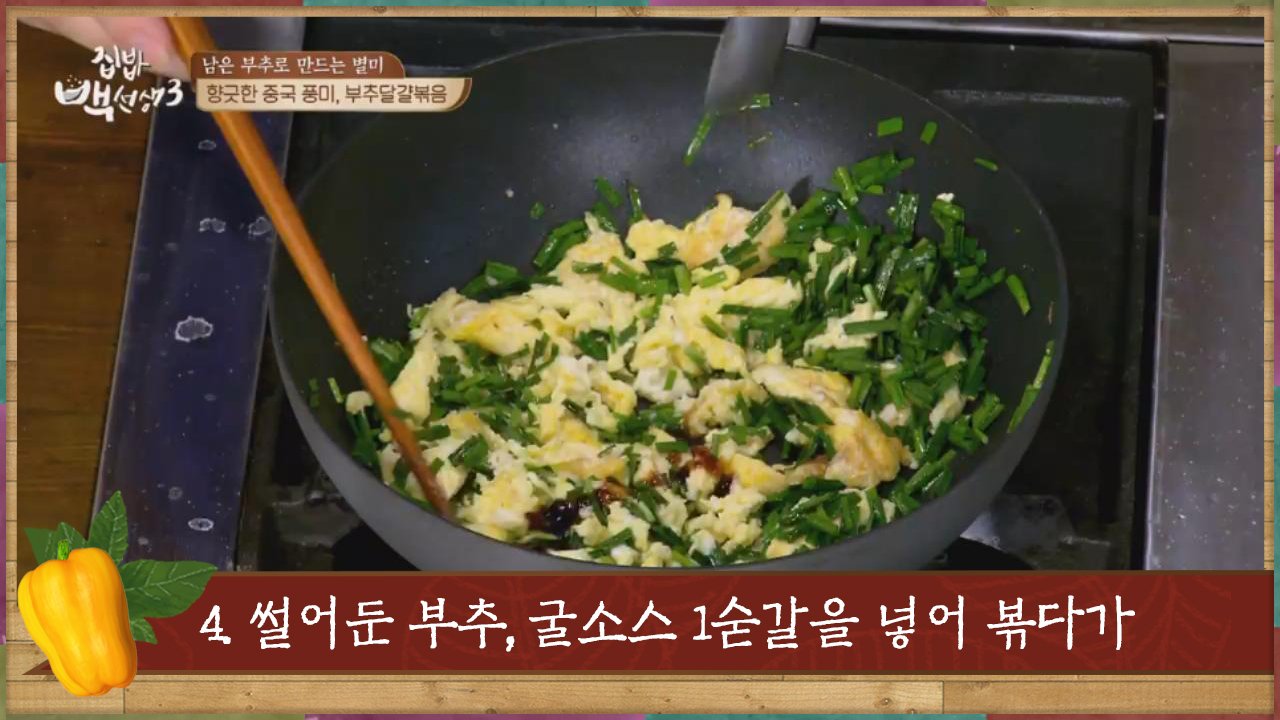 집밥
백선생3
남은 부추로 만드는 별미
향긋한 중국 풍미, 부추달걀볶음
4. 썰어둔 부추, 굴소스 1숟갈을 넣어 볶다가